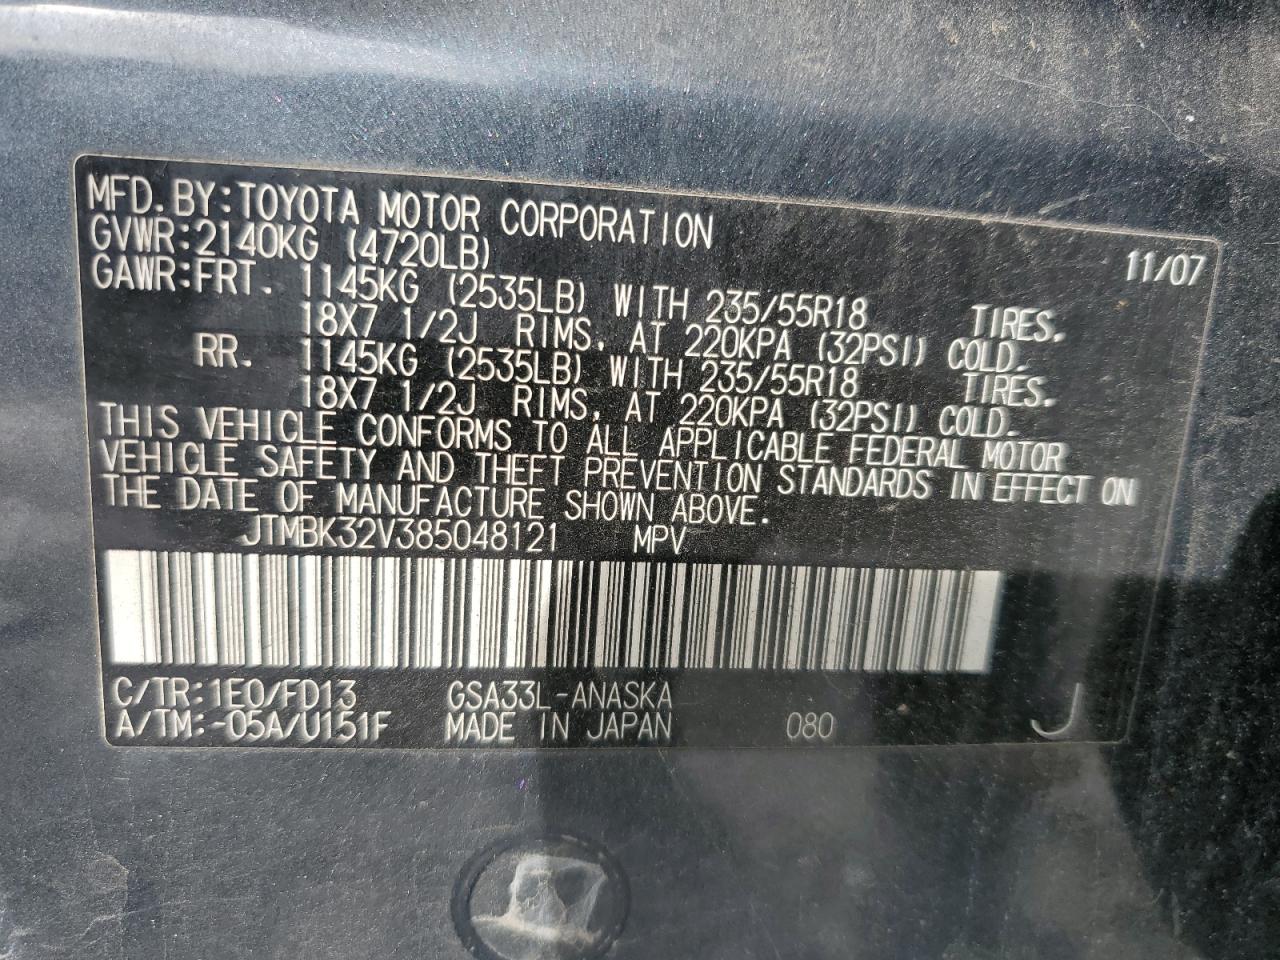 MFD.BY:TOYOTA MOTOR CORPORATION 11/07
GVWR:2140KG (4720LB)
GAWR:FRT. 1145KG (2535LB) WITH 235/55R18 TIRES.
18X7 1/2J RIMS, AT 220KPA (32PSI) COLD.
RR. 1145KG (2535LB) WITH 235/55R18 TIRES.
18X7 1/2J RIMS, AT 220KPA (32PSI) COLD.
THIS VEHICLE CONFORMS TO ALL APPLICABLE FEDERAL MOTOR
VEHICLE SAFETY AND THEFT PREVENTION STANDARDS IN EFFECT ON
THE DATE OF MANUFACTURE SHOWN ABOVE.
JTMBK32V385048121 MPV
C/TR:1E0/FD13 GSA33L-ANASKA
A/TM:-05A/U151F MADE IN JAPAN 080 J